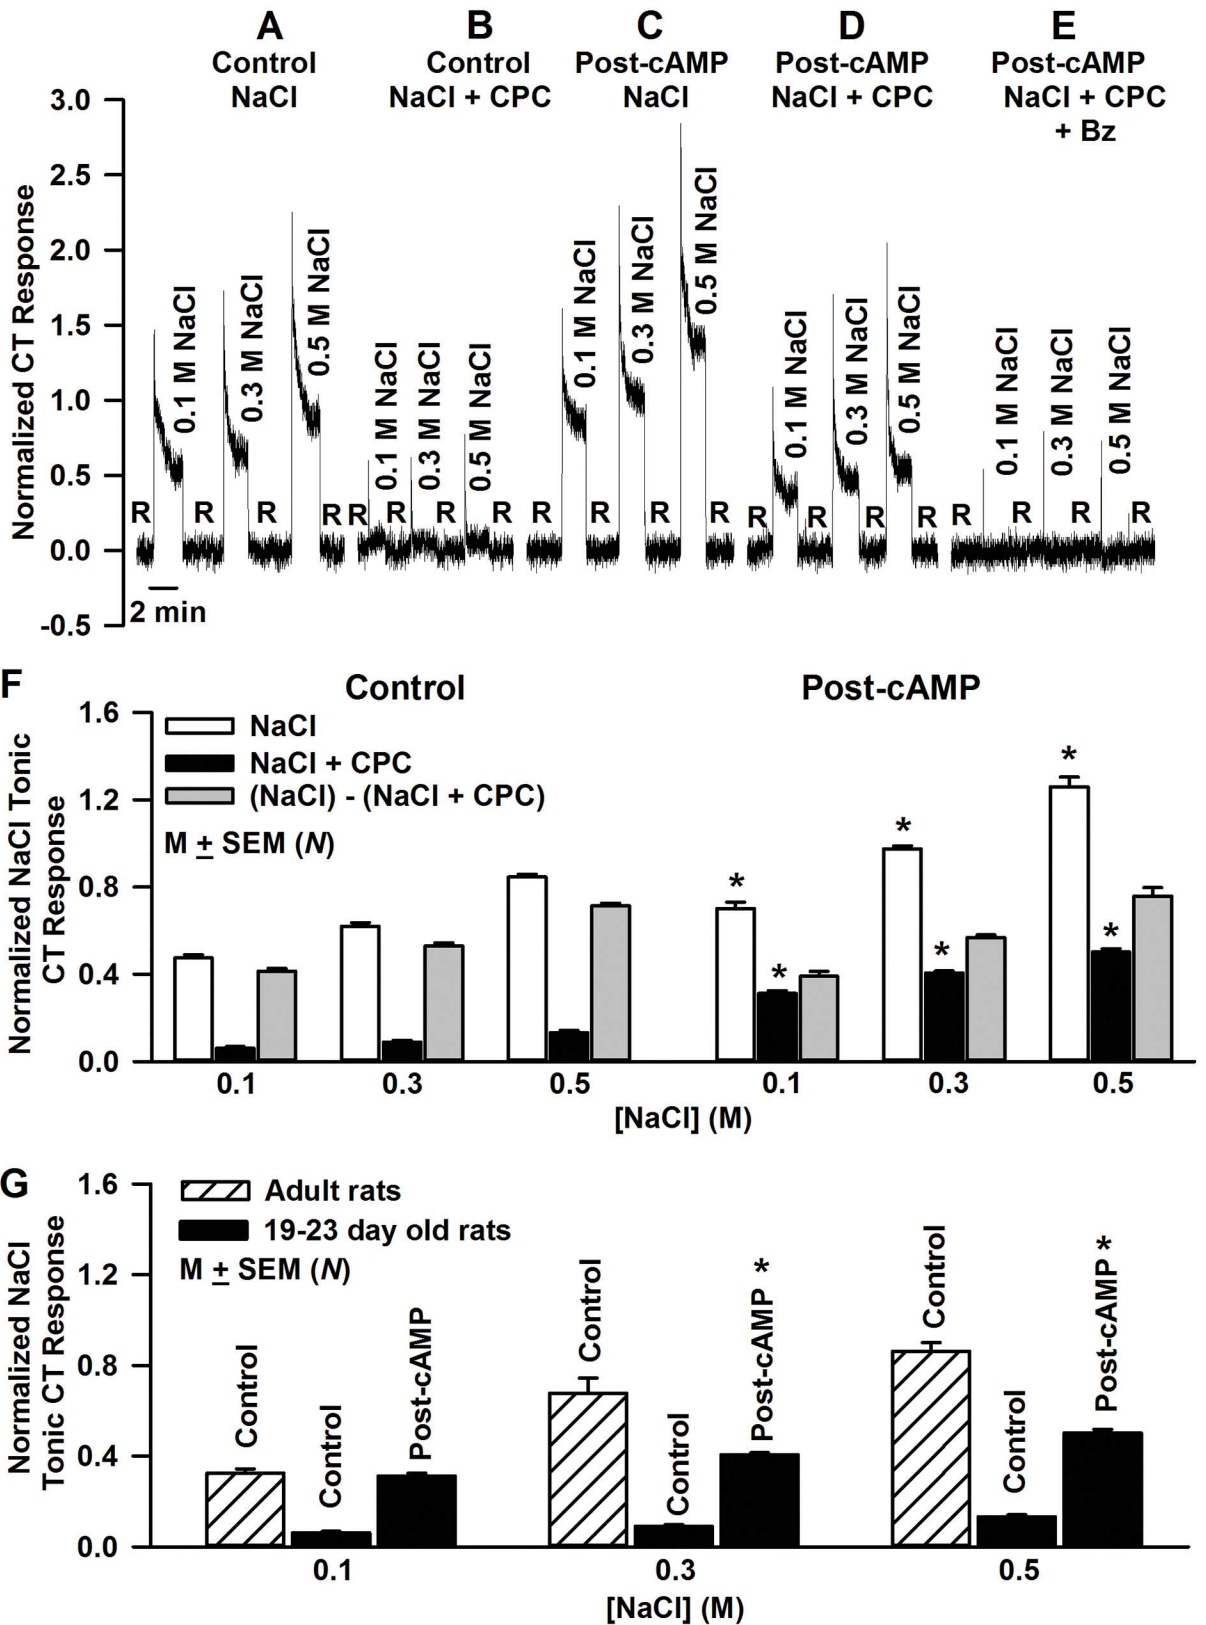 A
Control
NaCl
B
Control
NaCl + CPC
C
Post-cAMP
NaCl
D
Post-cAMP
NaCl + CPC
E
Post-cAMP
NaCl + CPC
+ Bz
Normalized CT Response
3.0
2.5
2.0
1.5
1.0
0.5
0.0
-0.5
R
0.1 M NaCl
R
0.3 M NaCl
R
0.5 M NaCl
R
R
0.1 M NaCl
R
0.3 M NaCl
R
0.5 M NaCl
R
R
0.1 M NaCl
R
0.3 M NaCl
R
0.5 M NaCl
R
R
0.1 M NaCl
R
0.3 M NaCl
R
0.5 M NaCl
R
R
0.1 M NaCl
R
0.3 M NaCl
R
0.5 M NaCl
R
2 min
F
Control
Post-cAMP
Normalized NaCl Tonic
CT Response
1.6
1.2
0.8
0.4
0.0
NaCl
NaCl + CPC
(NaCl) - (NaCl + CPC)
M ± SEM (N)
*
*
*
*
*
*
0.1
0.3
0.5
0.1
0.3
0.5
[NaCl] (M)
G
Normalized NaCl
Tonic CT Response
1.6
1.2
0.8
0.4
0.0
Adult rats
19-23 day old rats
M ± SEM (N)
Control
Control
Post-cAMP
Control
Control
Post-cAMP *
Control
Control
Post-cAMP *
0.1
0.3
0.5
[NaCl] (M)